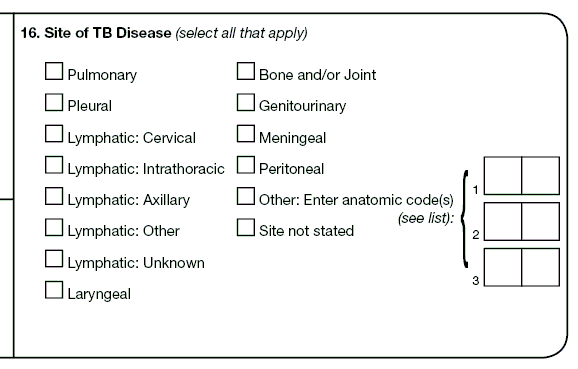 16. Site of TB Disease (select all that apply)
Pulmonary
Pleural
Lymphatic: Cervical
Lymphatic: Intrathoracic
Lymphatic: Axillary
Lymphatic: Other
Lymphatic: Unknown
Laryngeal
Bone and/or Joint
Genitourinary
Meningeal
Peritoneal
Other: Enter anatomic code(s)
(see list):
Site not stated
1
2
3